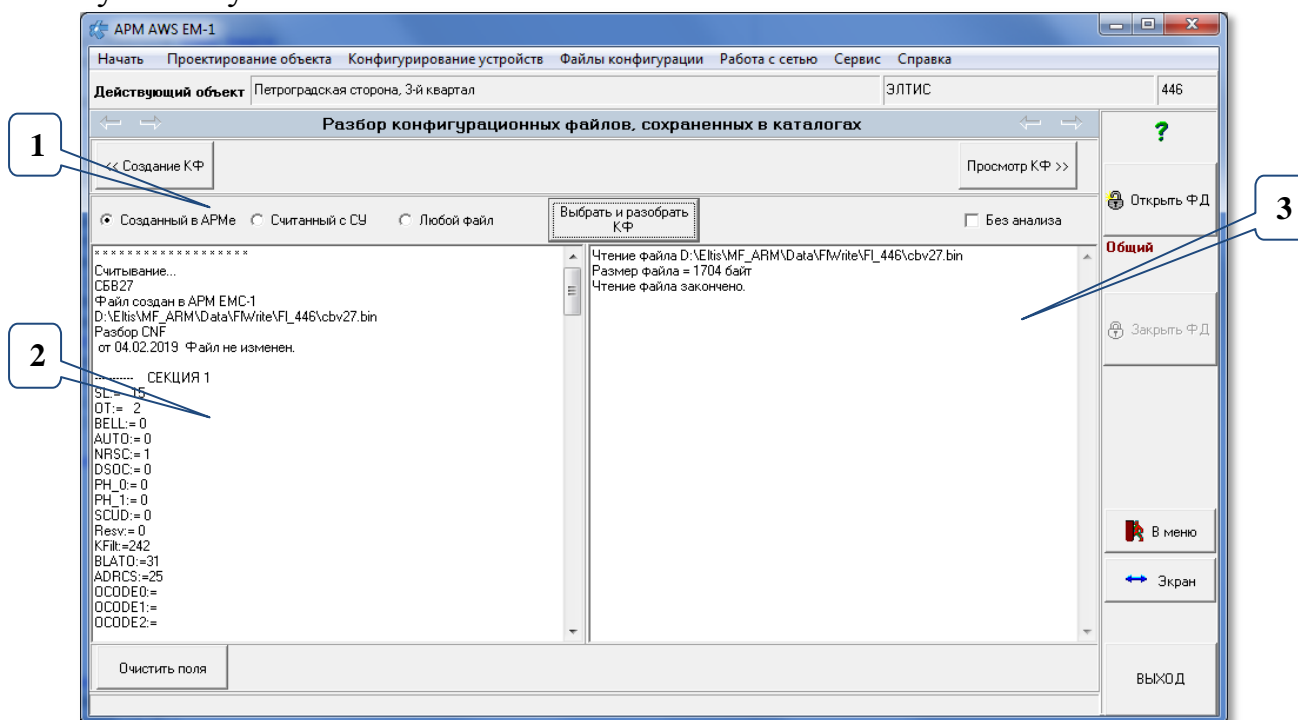 АРМ AWS EM-1
Начать Проектирование объекта Конфигурирование устройств Файлы конфигурации Работа с сетью Сервис Справка
Действующий объект Петроградская сторона, 3-й квартал ЭЛТИС 446
Разбор конфигурационных файлов, сохраненных в каталогах
?
1
<< Создание КФ
Просмотр КФ >>
Открыть ФД
3
Созданный в АРМе Считанный с СУ Любой файл
Выбрать и разобрать
КФ
Без анализа
Общий
* * * * * * * * * * * * * * * * * * *
Считывание...
СБВ27
Файл создан в АРМ ЕМС-1
D:\Eltis\MF_ARM\Data\FlWrite\Fl_446\cbv27.bin
Разбор CNF
от 04.02.2019 Файл не изменен.
2
---------- СЕКЦИЯ 1
SL:= 15
OT:= 2
BELL:= 0
AUTO:= 0
NRSC:= 1
DSOC:= 0
PH_0:= 0
PH_1:= 0
SCUD:= 0
Resv:= 0
KFilt:=242
BLATO:=31
ADRCS:=25
OCODE0:=
OCODE1:=
OCODE2:=
Чтение файла D:\Eltis\MF_ARM\Data\FlWrite\Fl_446\cbv27.bin
Размер файла = 1704 байт
Чтение файла закончено.
Закрыть ФД
В меню
Экран
Очистить поля
ВЫХОД